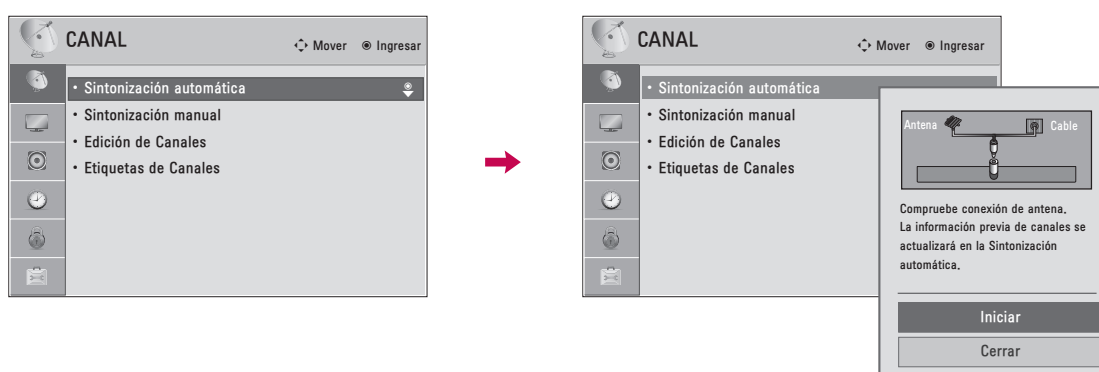 CANAL
Mover
Ingresar
• Sintonización automática
• Sintonización manual
• Edición de Canales
• Etiquetas de Canales
CANAL
Mover
Ingresar
• Sintonización automática
• Sintonización manual
• Edición de Canales
• Etiquetas de Canales
Antena
Cable
Compruebe conexión de antena.
La información previa de canales se
actualizará en la Sintonización
automática.
Iniciar
Cerrar